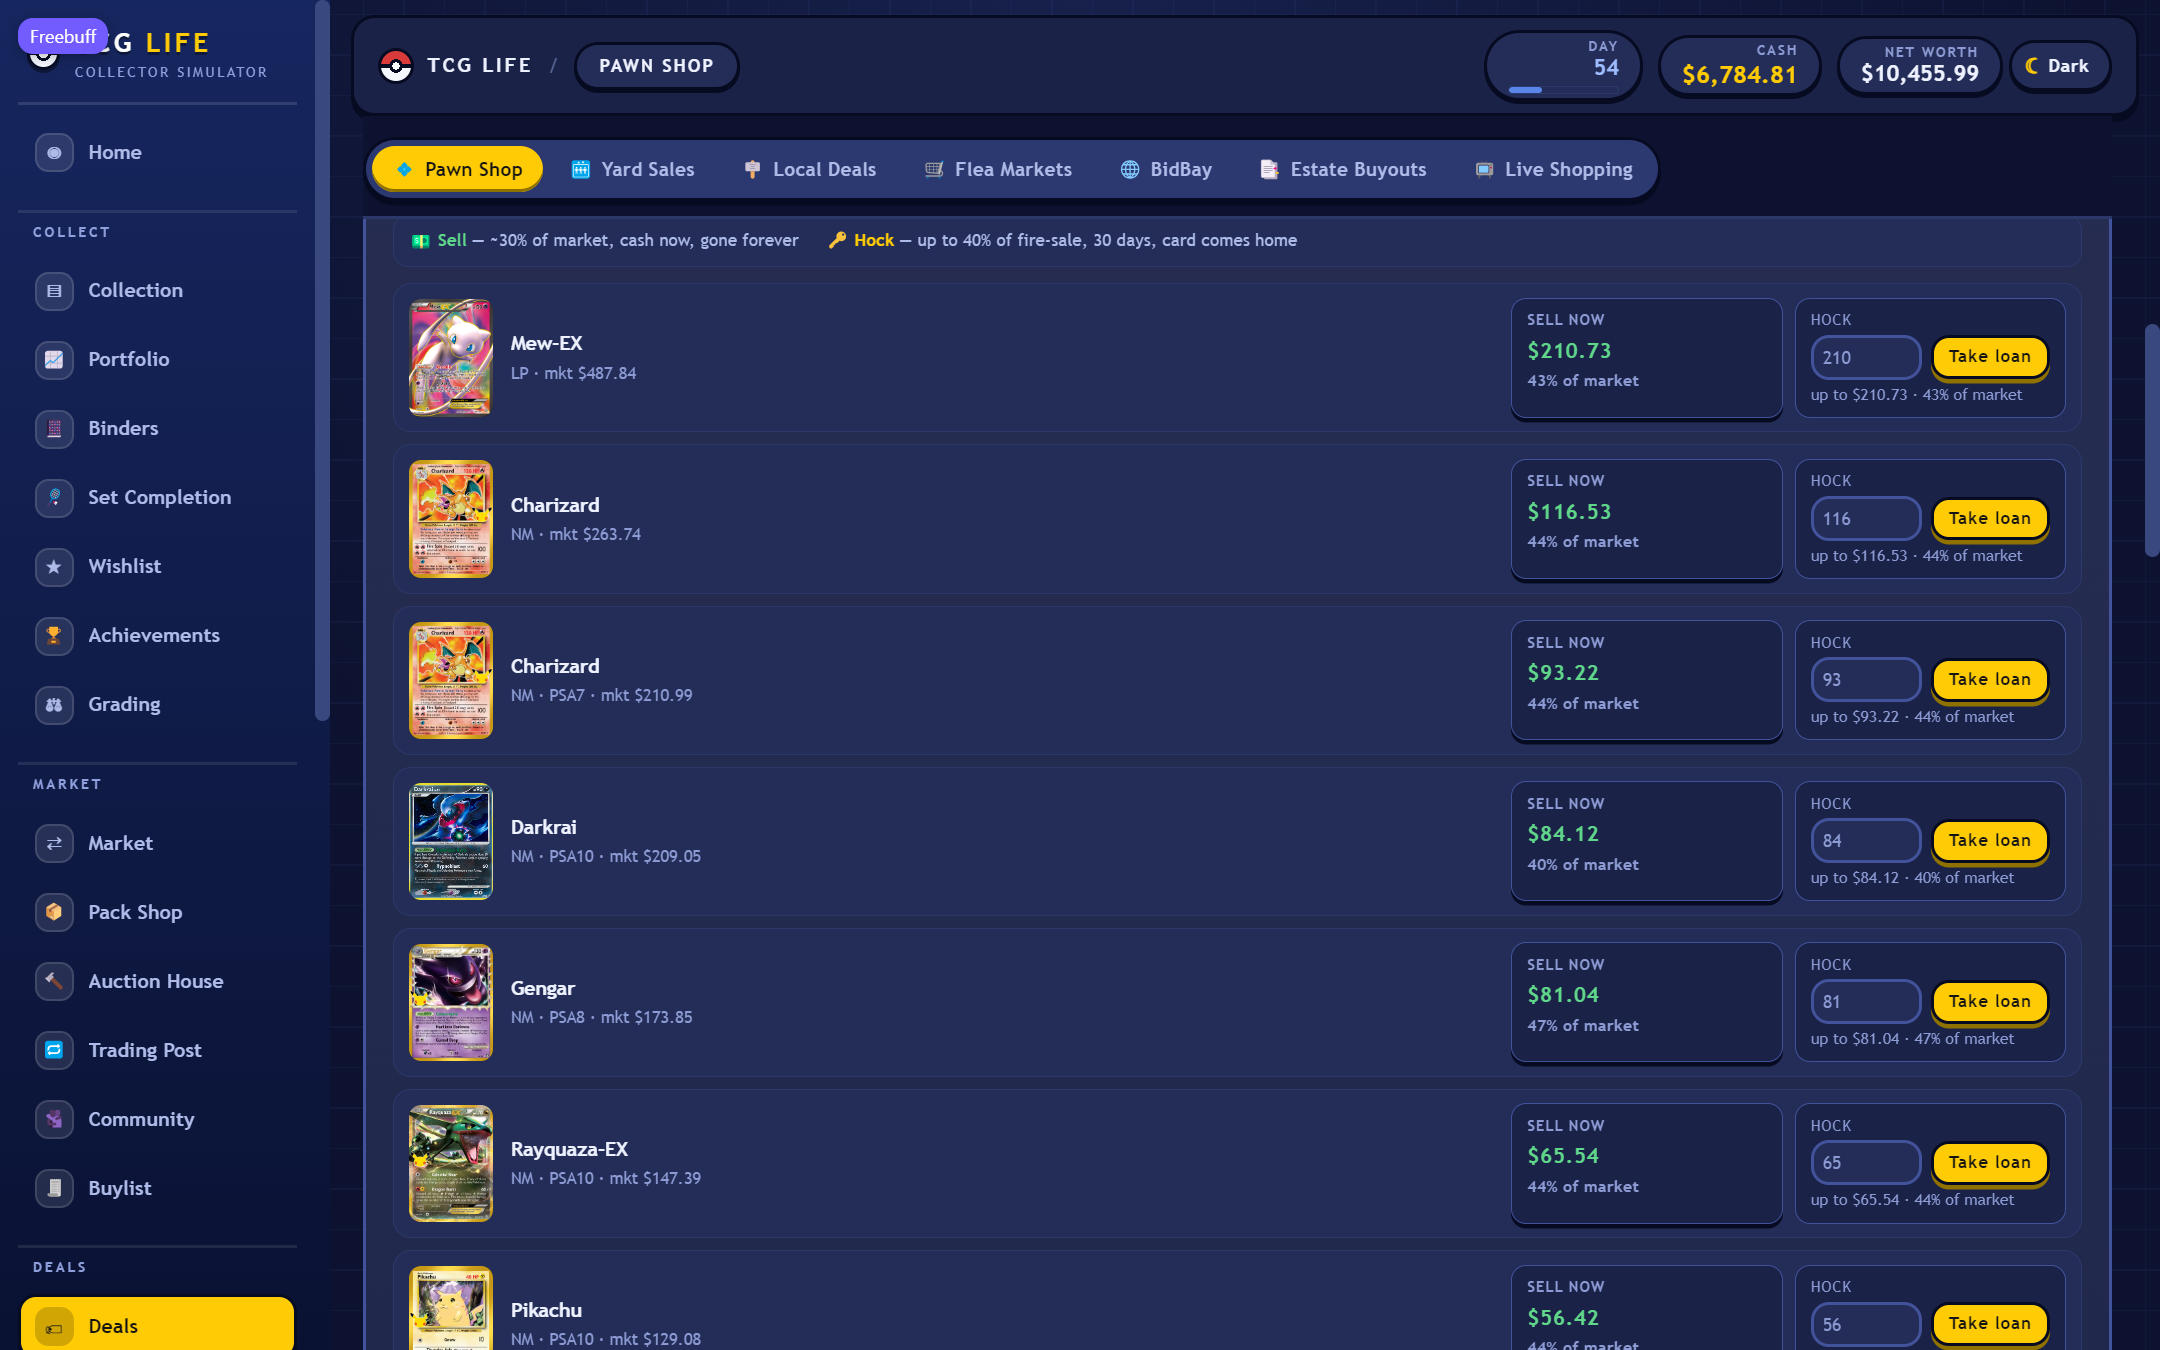 Freebuff
CG LIFE
COLLECTOR SIMULATOR
Home
COLLECT
Collection
Portfolio
Binders
Set Completion
Wishlist
Achievements
Grading
MARKET
Market
Pack Shop
Auction House
Trading Post
Community
Buylist
DEALS
Deals
TCG LIFE / PAWN SHOP
DAY
54
CASH
$6,784.81
NET WORTH
$10,455.99
Dark
Pawn Shop
Yard Sales
Local Deals
Flea Markets
BidBay
Estate Buyouts
Live Shopping
Sell — ~30% of market, cash now, gone forever
Hock — up to 40% of fire-sale, 30 days, card comes home
Mew-EX
LP · mkt $487.84
SELL NOW
$210.73
43% of market
HOCK
210
Take loan
up to $210.73 · 43% of market
Charizard
NM · mkt $263.74
SELL NOW
$116.53
44% of market
HOCK
116
Take loan
up to $116.53 · 44% of market
Charizard
NM · PSA7 · mkt $210.99
SELL NOW
$93.22
44% of market
HOCK
93
Take loan
up to $93.22 · 44% of market
Darkrai
NM · PSA10 · mkt $209.05
SELL NOW
$84.12
40% of market
HOCK
84
Take loan
up to $84.12 · 40% of market
Gengar
NM · PSA8 · mkt $173.85
SELL NOW
$81.04
47% of market
HOCK
81
Take loan
up to $81.04 · 47% of market
Rayquaza-EX
NM · PSA10 · mkt $147.39
SELL NOW
$65.54
44% of market
HOCK
65
Take loan
up to $65.54 · 44% of market
Pikachu
NM · PSA10 · mkt $129.08
SELL NOW
$56.42
44% of market
HOCK
56
Take loan